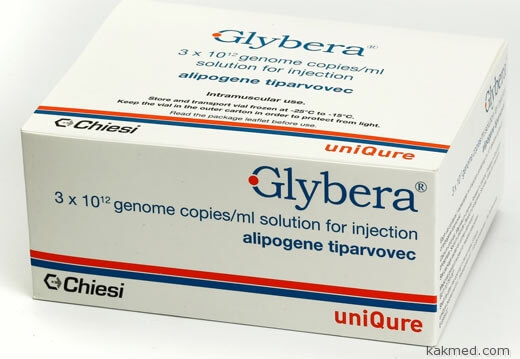 Glybera®
3 x 10¹² genome copies/ml
solution for injection
alipogene tiparvovec
Intramuscular use.
Store and transport vial frozen at -25°C to -15°C.
Keep the vial in the outer carton in order to protect from light.
Read the package leaflet before use.
Chiesi
uniQure
Glybera®
3 x 10¹² genome copies/ml solution for injection
alipogene tiparvovec
Chiesi
uniQure
kakmed.com